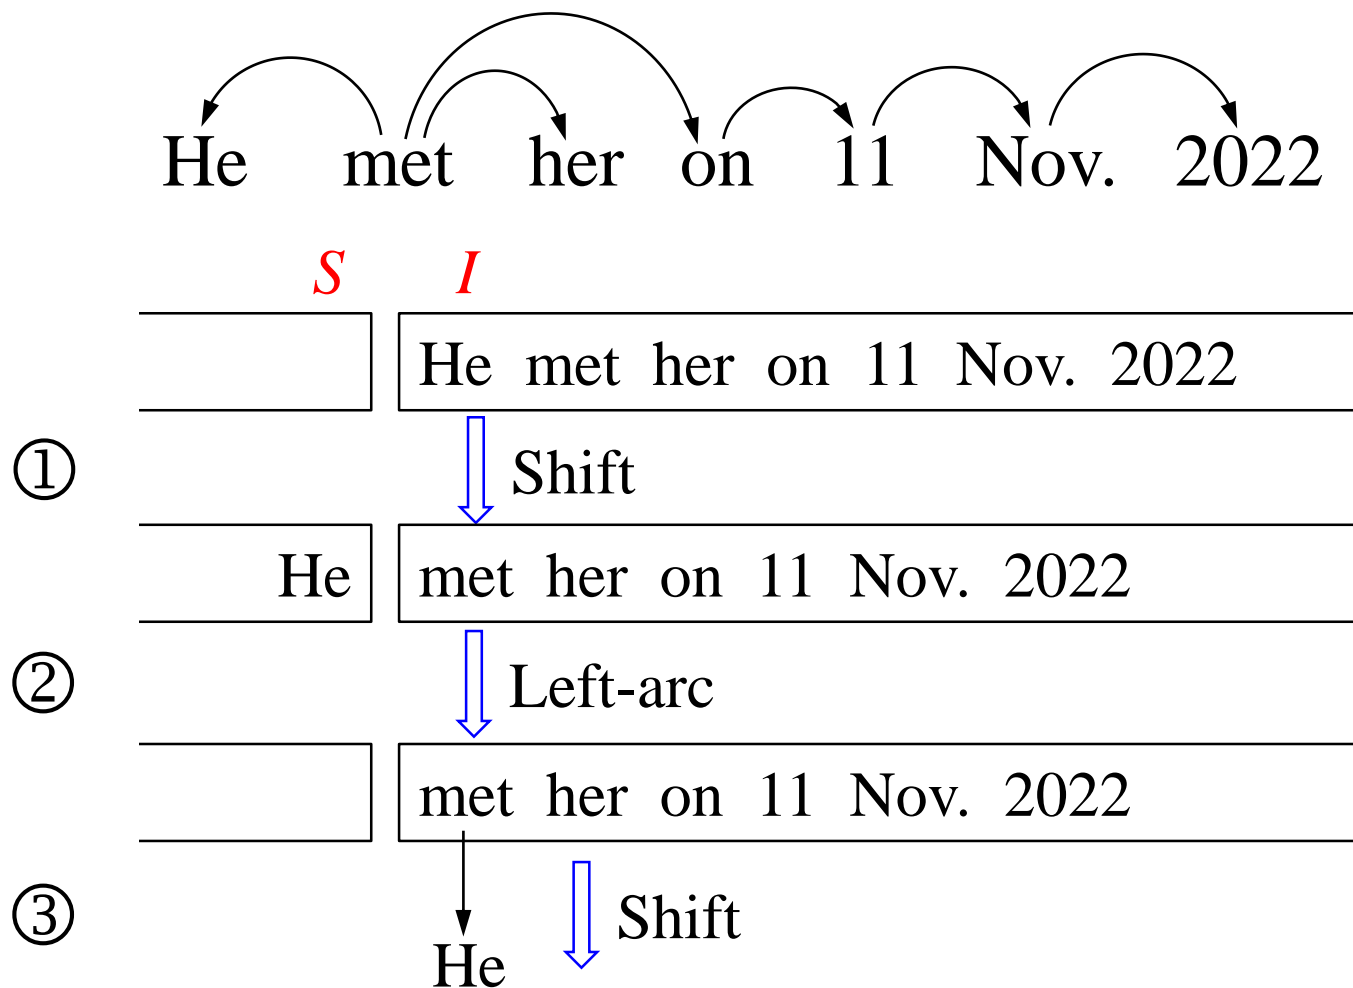 He met her on 11 Nov. 2022
S I
He met her on 11 Nov. 2022
① Shift
He met her on 11 Nov. 2022
② Left-arc
met her on 11 Nov. 2022
③ Shift
He